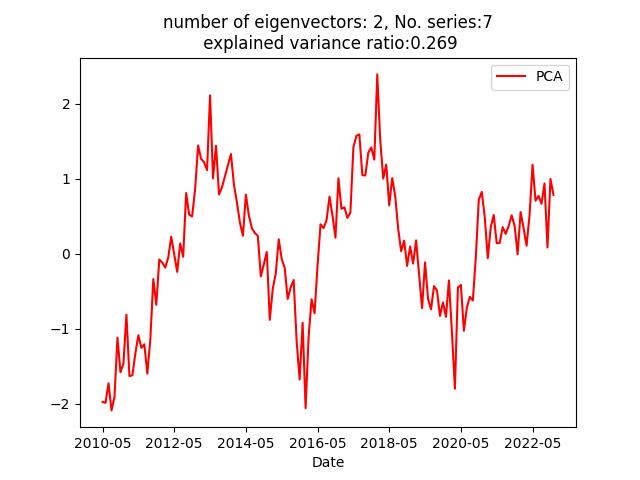 number of eigenvectors: 2, No. series:7
explained variance ratio:0.269
PCA
2
1
0
−1
−2
2010-05 2012-05 2014-05 2016-05 2018-05 2020-05 2022-05
Date